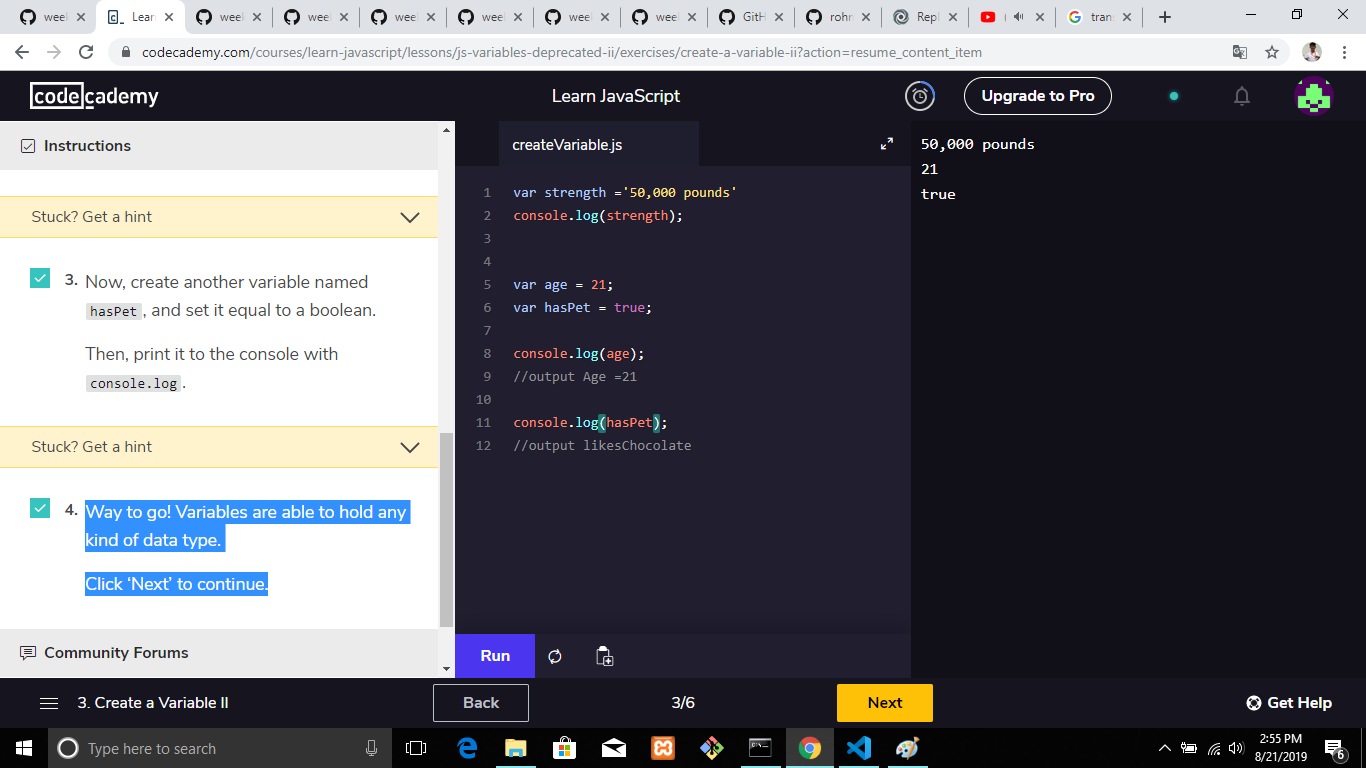 weel
Learn
weel
weel
weel
weel
weel
weel
GitH
rohr
Repl
(
tran
codecademy.com/courses/learn-javascript/lessons/js-variables-deprecated-ii/exercises/create-a-variable-ii?action=resume_content_item
codecademy
Learn JavaScript
Upgrade to Pro
Instructions
Stuck? Get a hint
3. Now, create another variable named
hasPet , and set it equal to a boolean.
Then, print it to the console with
console.log .
Stuck? Get a hint
4. Way to go! Variables are able to hold any
kind of data type.
Click ‘Next’ to continue.
Community Forums
createVariable.js
1 var strength ='50,000 pounds'
2 console.log(strength);
3
4
5 var age = 21;
6 var hasPet = true;
7
8 console.log(age);
9 //output Age =21
10
11 console.log(hasPet);
12 //output likesChocolate
Run
50,000 pounds
21
true
3. Create a Variable II
Back
3/6
Next
Get Help
Type here to search
2:55 PM
8/21/2019
6